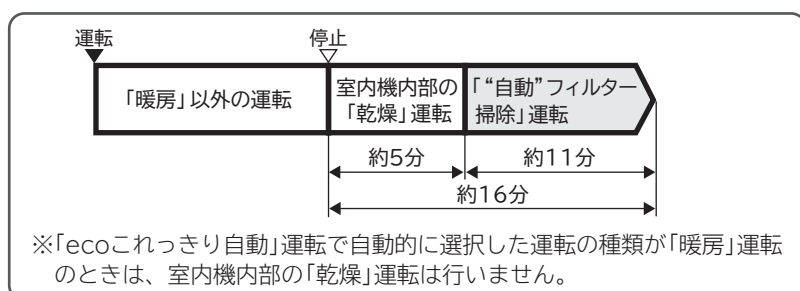 運転
停止
「暖房」以外の運転
室内機内部の
「乾燥」運転
「“自動”フィルター
掃除」運転
約5分
約11分
約16分
※「ecoこれっきり自動」運転で自動的に選択した運転の種類が「暖房」運転
のときは、室内機内部の「乾燥」運転は行いません。